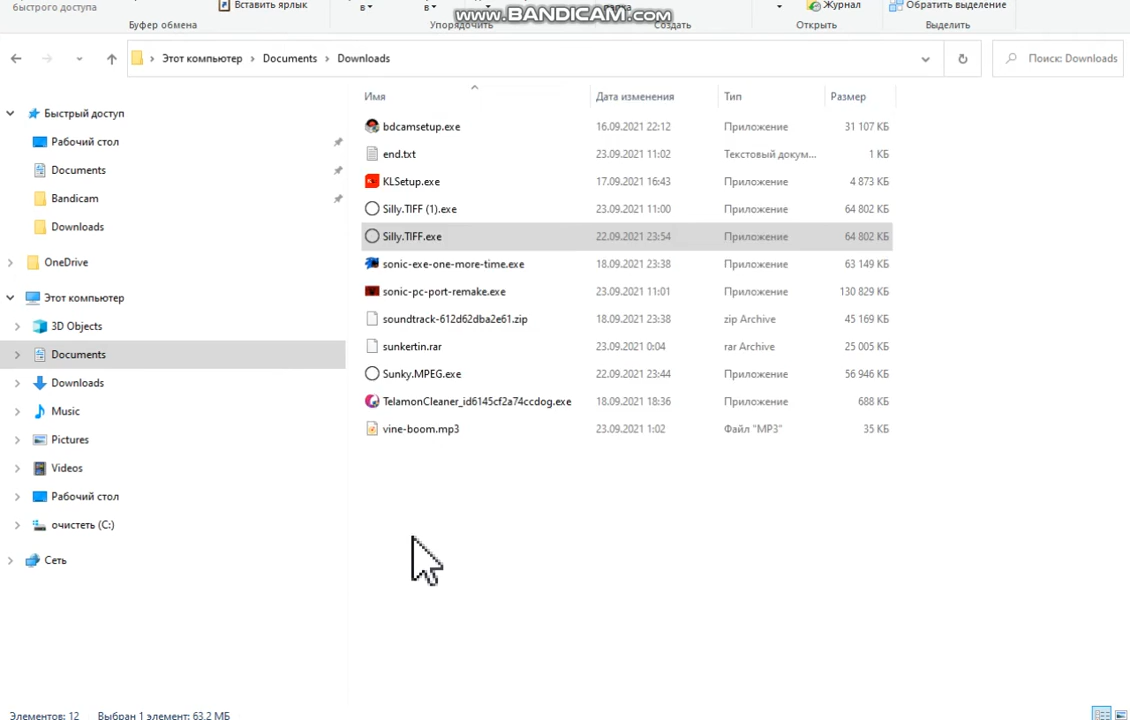 www.BANDICAM.com
быстрого доступа
Вставить ярлык
в
в
папка
Журнал
Обратить выделение
Буфер обмена
Упорядочить
Создать
Открыть
Выделить
Этот компьютер > Documents > Downloads
Поиск: Downloads
Имя Дата изменения Тип Размер
bdcamsetup.exe 16.09.2021 22:12 Приложение 31 107 КБ
end.txt 23.09.2021 11:02 Текстовый докум... 1 КБ
KLSetup.exe 17.09.2021 16:43 Приложение 4 873 КБ
Silly.TIFF (1).exe 23.09.2021 11:00 Приложение 64 802 КБ
Silly.TIFF.exe 22.09.2021 23:54 Приложение 64 802 КБ
sonic-exe-one-more-time.exe 18.09.2021 23:38 Приложение 63 149 КБ
sonic-pc-port-remake.exe 23.09.2021 11:01 Приложение 130 829 КБ
soundtrack-612d62dba2e61.zip 18.09.2021 23:38 zip Archive 45 169 КБ
sunkertin.rar 23.09.2021 0:04 rar Archive 25 005 КБ
Sunky.MPEG.exe 22.09.2021 23:44 Приложение 56 946 КБ
TelamonCleaner_id6145cf2a74ccdog.exe 18.09.2021 18:36 Приложение 688 КБ
vine-boom.mp3 23.09.2021 1:02 Файл "MP3" 35 КБ
Быстрый доступ
Рабочий стол
Documents
Bandicam
Downloads
OneDrive
Этот компьютер
3D Objects
Documents
Downloads
Music
Pictures
Videos
Рабочий стол
очистеть (C:)
Сеть
Элементов: 12 Выбран 1 элемент: 63.2 МБ